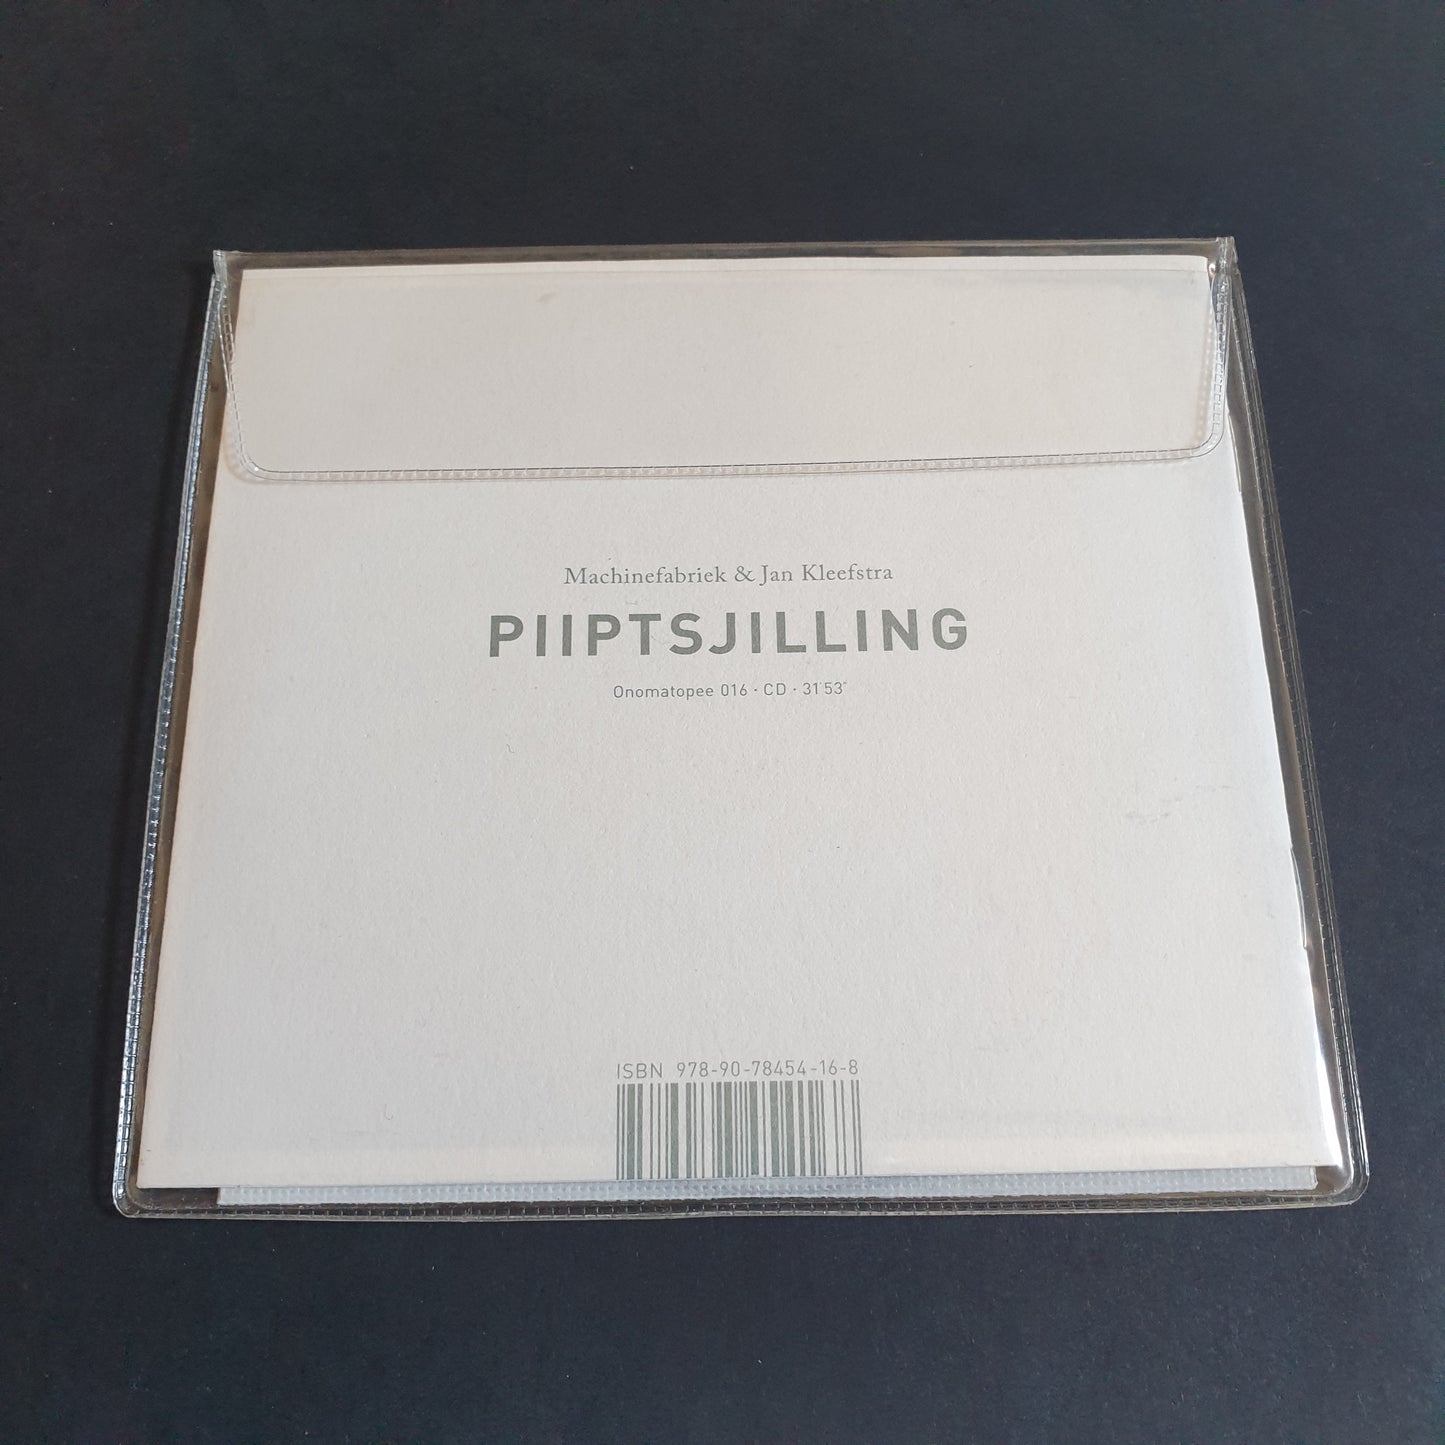 Machinefabriek & Jan Kleefstra
PIIPTSJILLING
Onomatopee 016 · CD · 31'53"
ISBN 978-90-78454-16-8